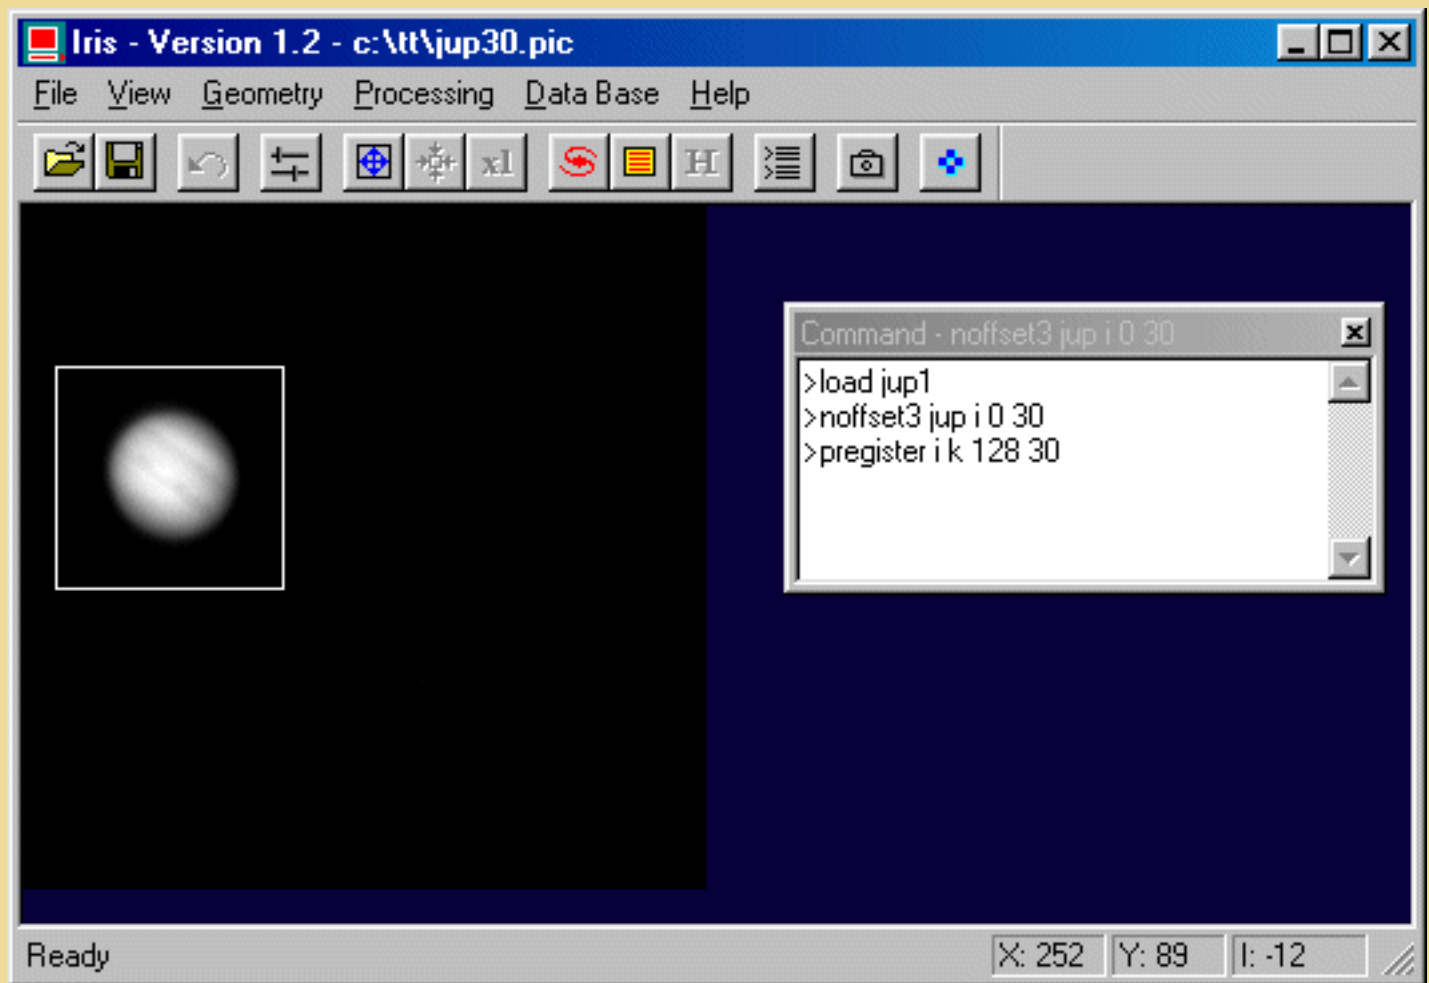 Iris - Version 1.2 - c:\tt\jup30.pic
File View Geometry Processing Data Base Help
x1 H
Command - noffset3 jup i 0 30
>load jup1
>noffset3 jup i 0 30
>pregister i k 128 30
Ready X: 252 Y: 89 I: -12